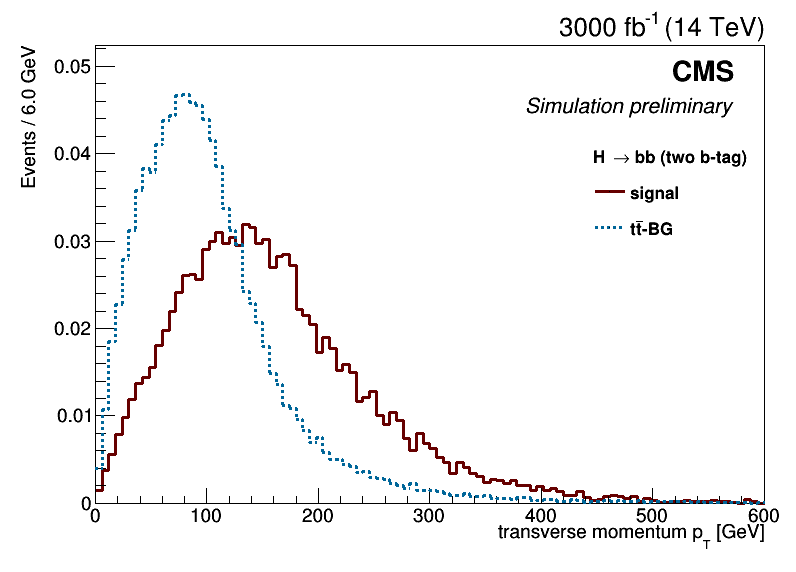 3000 fb-1 (14 TeV)
Events / 6.0 GeV
CMS
Simulation preliminary
H → bb (two b-tag)
signal
tt̄-BG
0.05
0.04
0.03
0.02
0.01
0
0 100 200 300 400 500 600
transverse momentum pT [GeV]